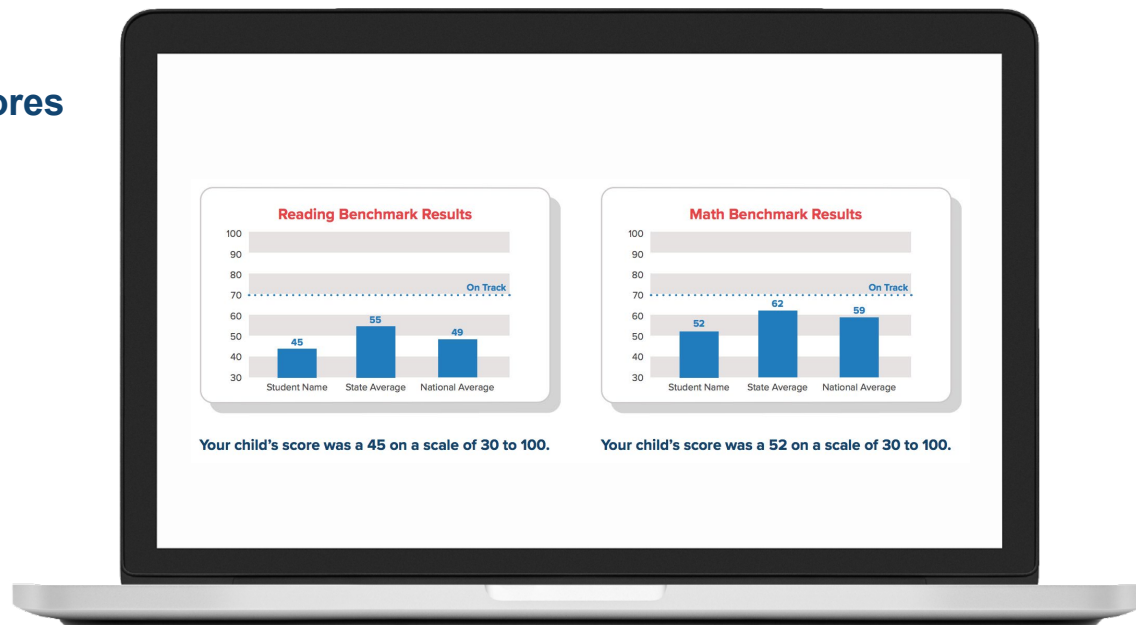 Reading Benchmark Results
100
90
80
70
60
50
40
30
On Track
45
55
49
Student Name State Average National Average
Your child’s score was a 45 on a scale of 30 to 100.
Math Benchmark Results
100
90
80
70
60
50
40
30
On Track
52
62
59
Student Name State Average National Average
Your child’s score was a 52 on a scale of 30 to 100.